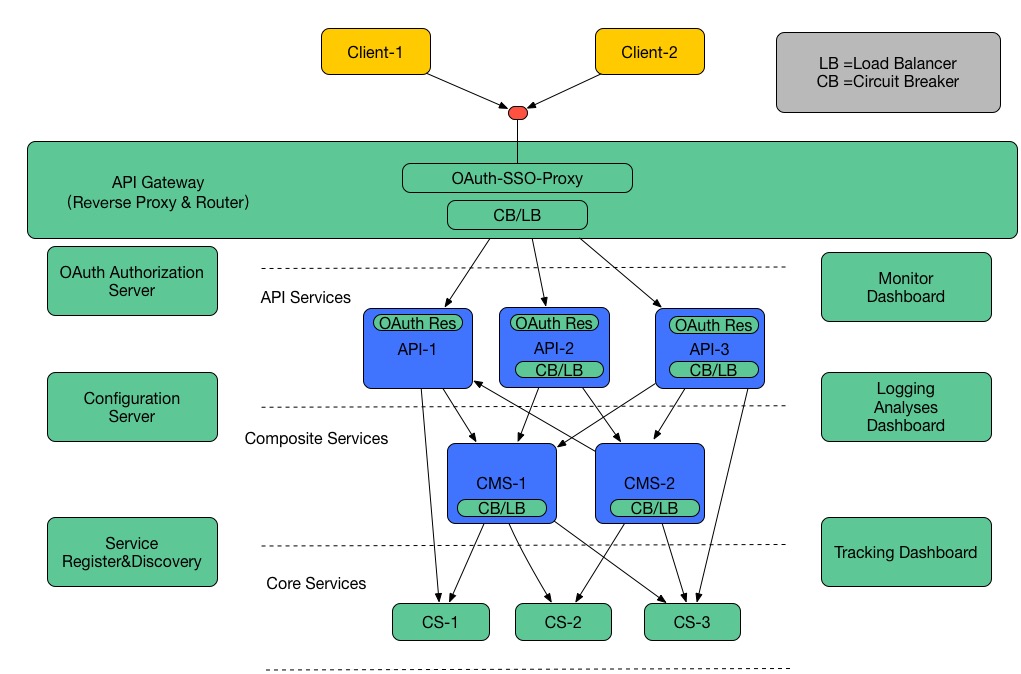 Client-1
Client-2
LB =Load Balancer
CB =Circuit Breaker
API Gateway
(Reverse Proxy & Router)
OAuth-SSO-Proxy
CB/LB
OAuth Authorization
Server
API Services
Monitor
Dashboard
OAuth Res
API-1
OAuth Res
API-2
CB/LB
OAuth Res
API-3
CB/LB
Configuration
Server
Logging
Analyses
Dashboard
Composite Services
CMS-1
CB/LB
CMS-2
CB/LB
Service
Register&Discovery
Tracking Dashboard
Core Services
CS-1
CS-2
CS-3